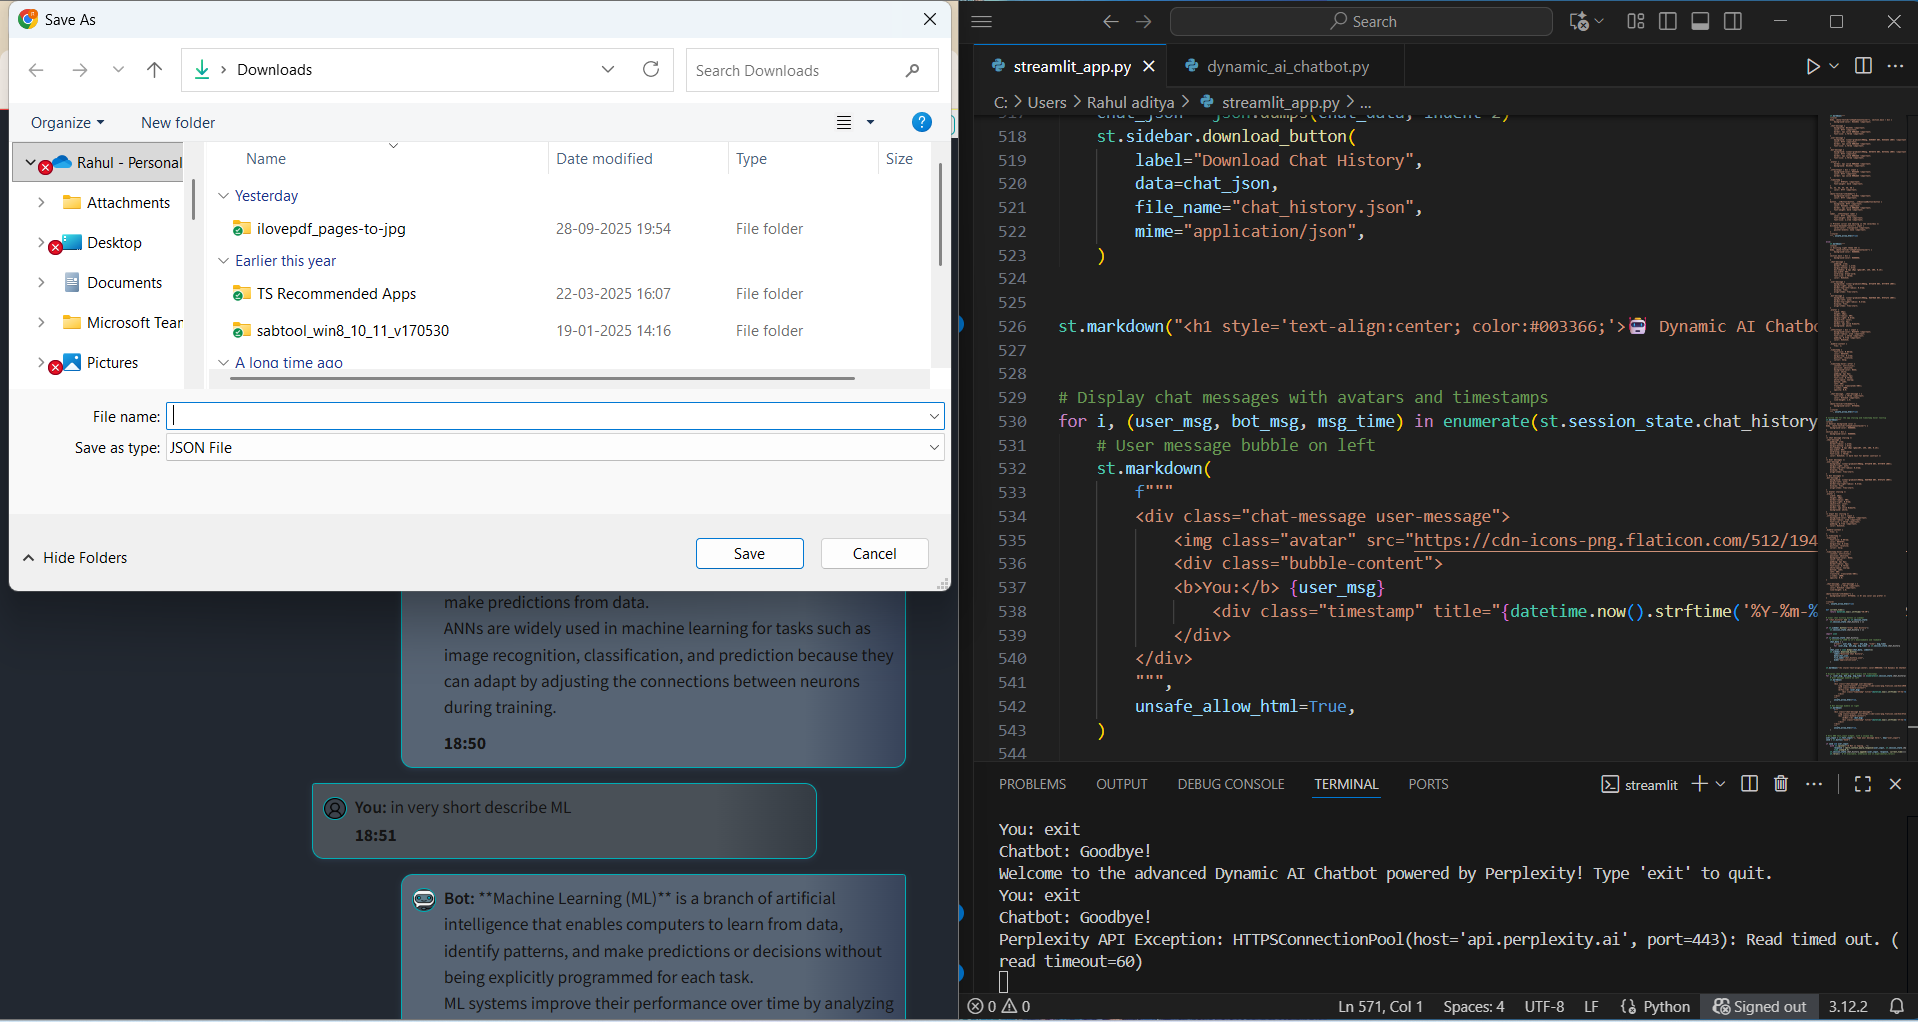 Save As
Downloads
Search Downloads
Organize
New folder
Rahul - Personal
Attachments
Desktop
Documents
Microsoft Tear
Pictures
Name
Date modified
Type
Size
Yesterday
ilovepdf_pages-to-jpg 28-09-2025 19:54 File folder
Earlier this year
TS Recommended Apps 22-03-2025 16:07 File folder
sabtool_win8_10_11_v170530 19-01-2025 14:16 File folder
A long time ago
File name:
Save as type: JSON File
Hide Folders
Save
Cancel
make predictions from data.
ANNs are widely used in machine learning for tasks such as
image recognition, classification, and prediction because they
can adapt by adjusting the connections between neurons
during training.
18:50
You: in very short describe ML
18:51
Bot: **Machine Learning (ML)** is a branch of artificial
intelligence that enables computers to learn from data,
identify patterns, and make predictions or decisions without
being explicitly programmed for each task.
ML systems improve their performance over time by analyzing
Search
streamlit_app.py
dynamic_ai_chatbot.py
C: > Users > Rahul aditya > streamlit_app.py > ...
517 chat_json = json.dumps(chat_data, indent=2)
518 st.sidebar.download_button(
519 label="Download Chat History",
520 data=chat_json,
521 file_name="chat_history.json",
522 mime="application/json",
523 )
524
525
526 st.markdown("<h1 style='text-align:center; color:#003366;'>🤖 Dynamic AI Chatbo
527
528
529 # Display chat messages with avatars and timestamps
530 for i, (user_msg, bot_msg, msg_time) in enumerate(st.session_state.chat_history
531 # User message bubble on left
532 st.markdown(
533 f"""
534 <div class="chat-message user-message">
535 <img class="avatar" src="https://cdn-icons-png.flaticon.com/512/194
536 <div class="bubble-content">
537 <b>You:</b> {user_msg}
538 <div class="timestamp" title="{datetime.now().strftime('%Y-%m-%
539 </div>
540 </div>
541 """,
542 unsafe_allow_html=True,
543 )
544
PROBLEMS OUTPUT DEBUG CONSOLE TERMINAL PORTS
streamlit
You: exit
Chatbot: Goodbye!
Welcome to the advanced Dynamic AI Chatbot powered by Perplexity! Type 'exit' to quit.
You: exit
Chatbot: Goodbye!
Perplexity API Exception: HTTPSConnectionPool(host='api.perplexity.ai', port=443): Read timed out. (
read timeout=60)
0 0
Ln 571, Col 1
Spaces: 4
UTF-8
LF
{} Python
Signed out
3.12.2